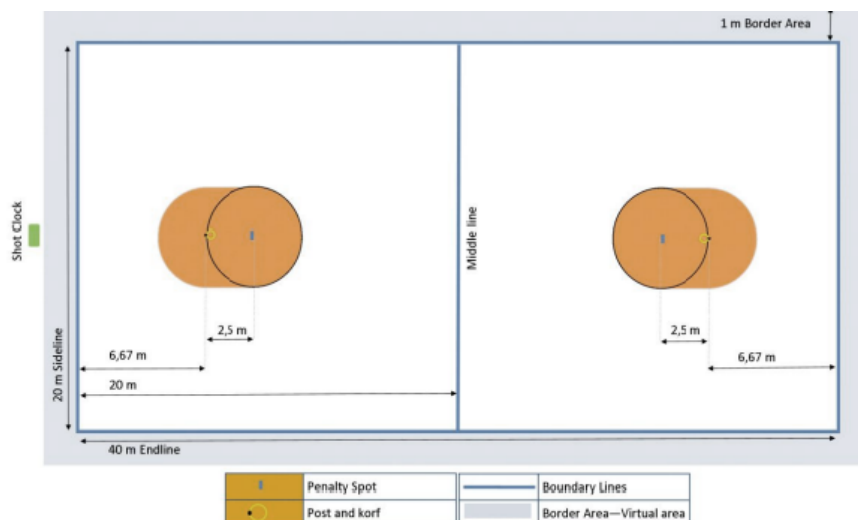 1 m Border Area
Shot Clock
20 m Sideline
Middle line
2,5 m
2,5 m
6,67 m
6,67 m
20 m
40 m Endline
Penalty Spot
Boundary Lines
Post and korf
Border Area—Virtual area